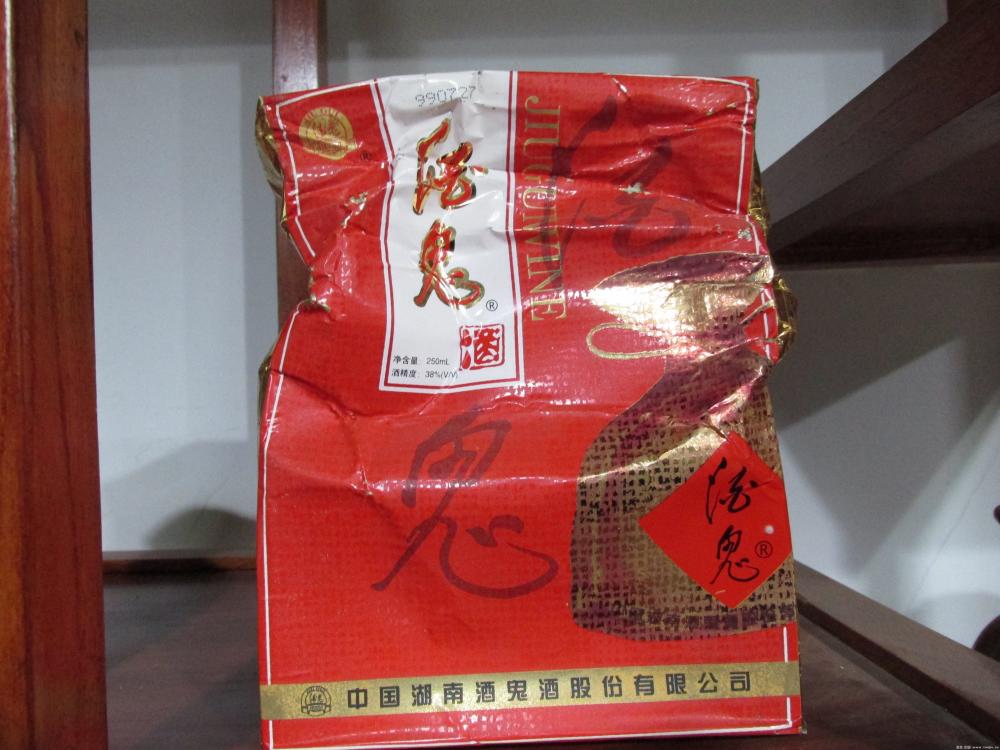 990727
酒鬼®
酒
净含量: 250mL
酒精度: 38%(V/V)
®
JIUGUWINE
酒
鬼
酒鬼®
中国湖南酒鬼酒股份有限公司